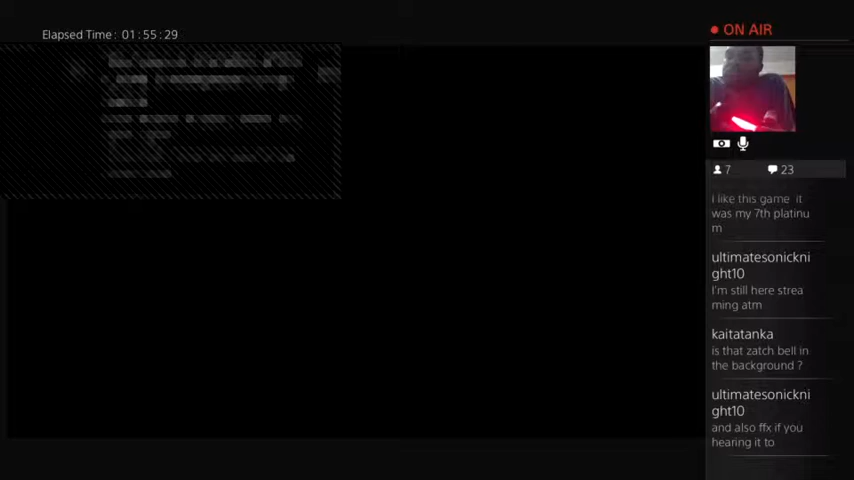 Elapsed Time : 01:55:29
ON AIR
7 23
I like this game it
was my 7th platinu
m
ultimatesonickni
ght10
I'm still here strea
ming atm
kaitatanka
is that zatch bell in
the background ?
ultimatesonickni
ght10
and also ffx if you
hearing it to